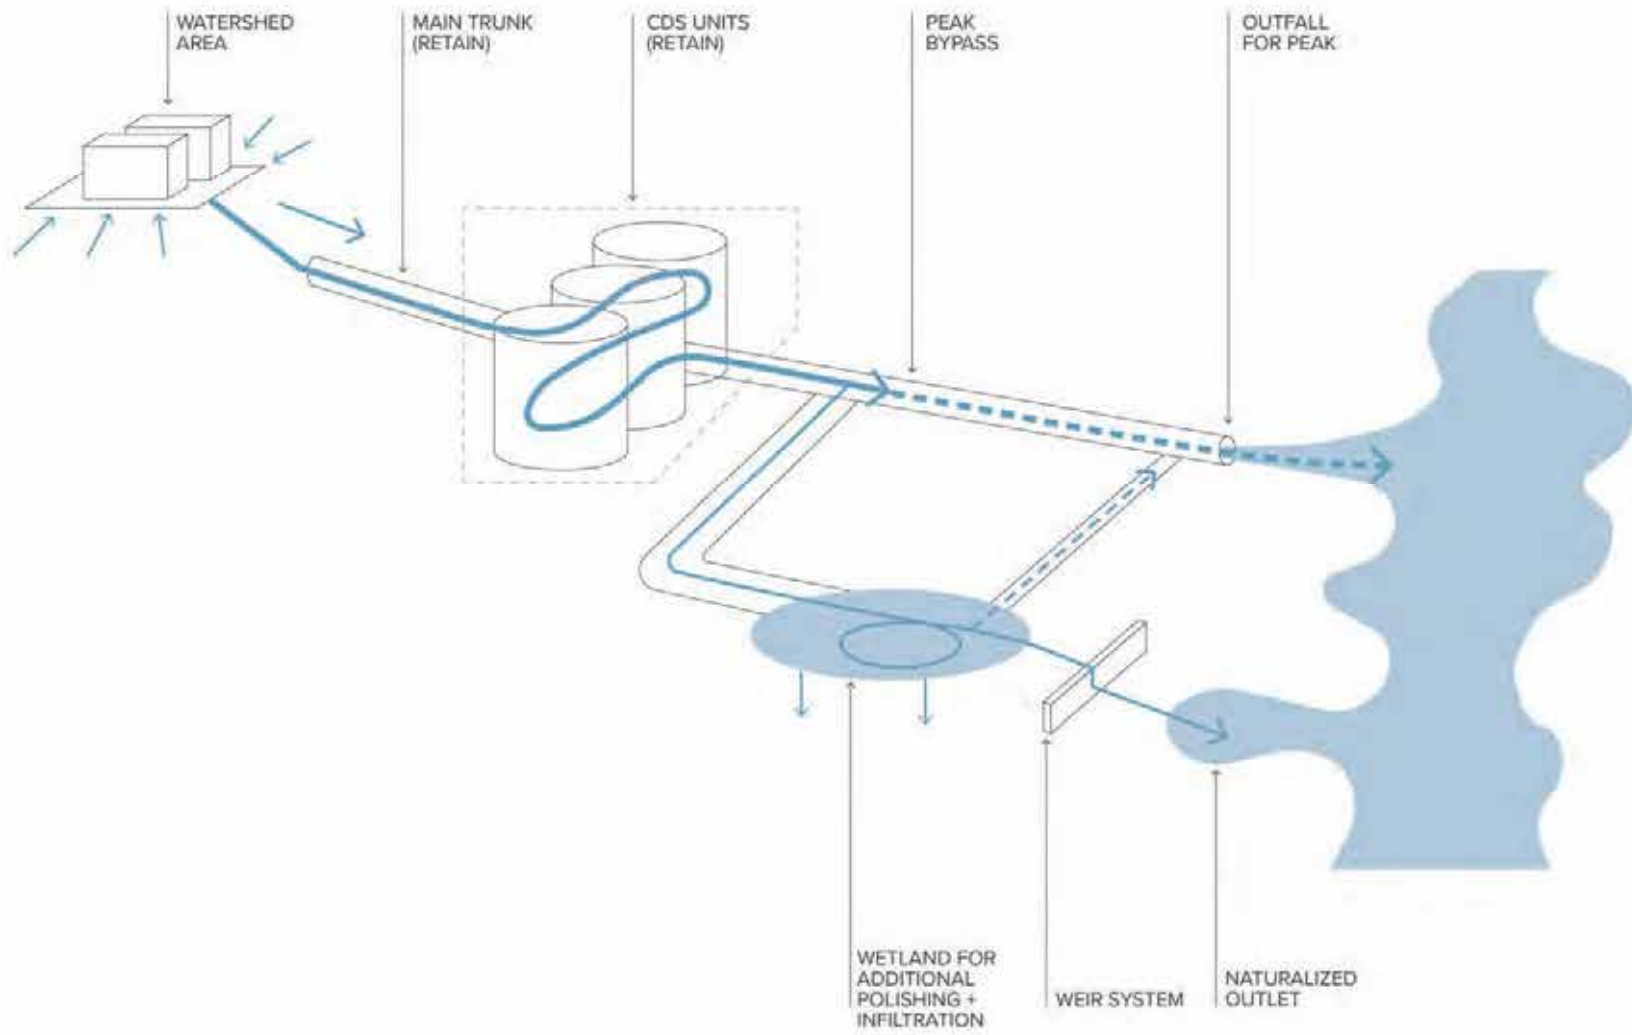 WATERSHED
AREA
MAIN TRUNK
(RETAIN)
CDS UNITS
(RETAIN)
PEAK
BYPASS
OUTFALL
FOR PEAK
WETLAND FOR
ADDITIONAL
POLISHING +
INFILTRATION
WEIR SYSTEM
NATURALIZED
OUTLET